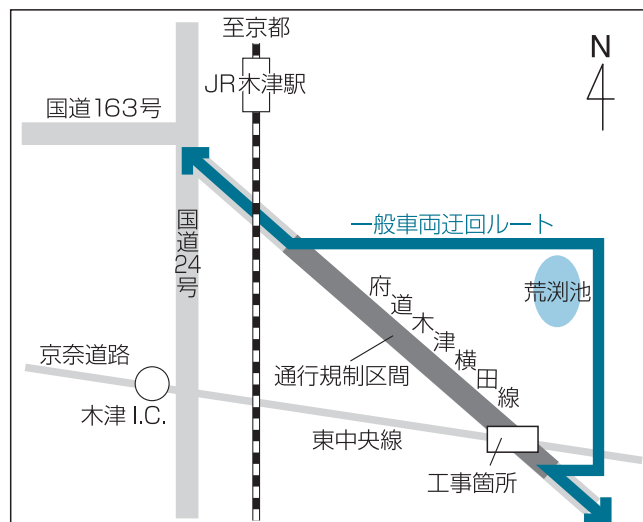 至京都
N
JR木津駅
国道163号
一般車両迂回ルート
国道24号
荒渕池
府道木津横田線
京奈道路
通行規制区間
木津I.C.
東中央線
工事箇所